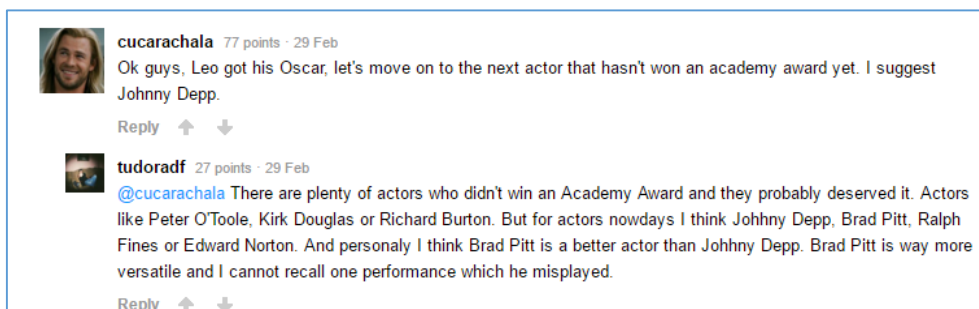 cucarachala 77 points · 29 Feb
Ok guys, Leo got his Oscar, let's move on to the next actor that hasn't won an academy award yet. I suggest
Johnny Depp.
Reply
tudoradf 27 points · 29 Feb
@cucarachala There are plenty of actors who didn't win an Academy Award and they probably deserved it. Actors
like Peter O'Toole, Kirk Douglas or Richard Burton. But for actors nowdays I think Johhny Depp, Brad Pitt, Ralph
Fines or Edward Norton. And personaly I think Brad Pitt is a better actor than Johhny Depp. Brad Pitt is way more
versatile and I cannot recall one performance which he misplayed.
Reply